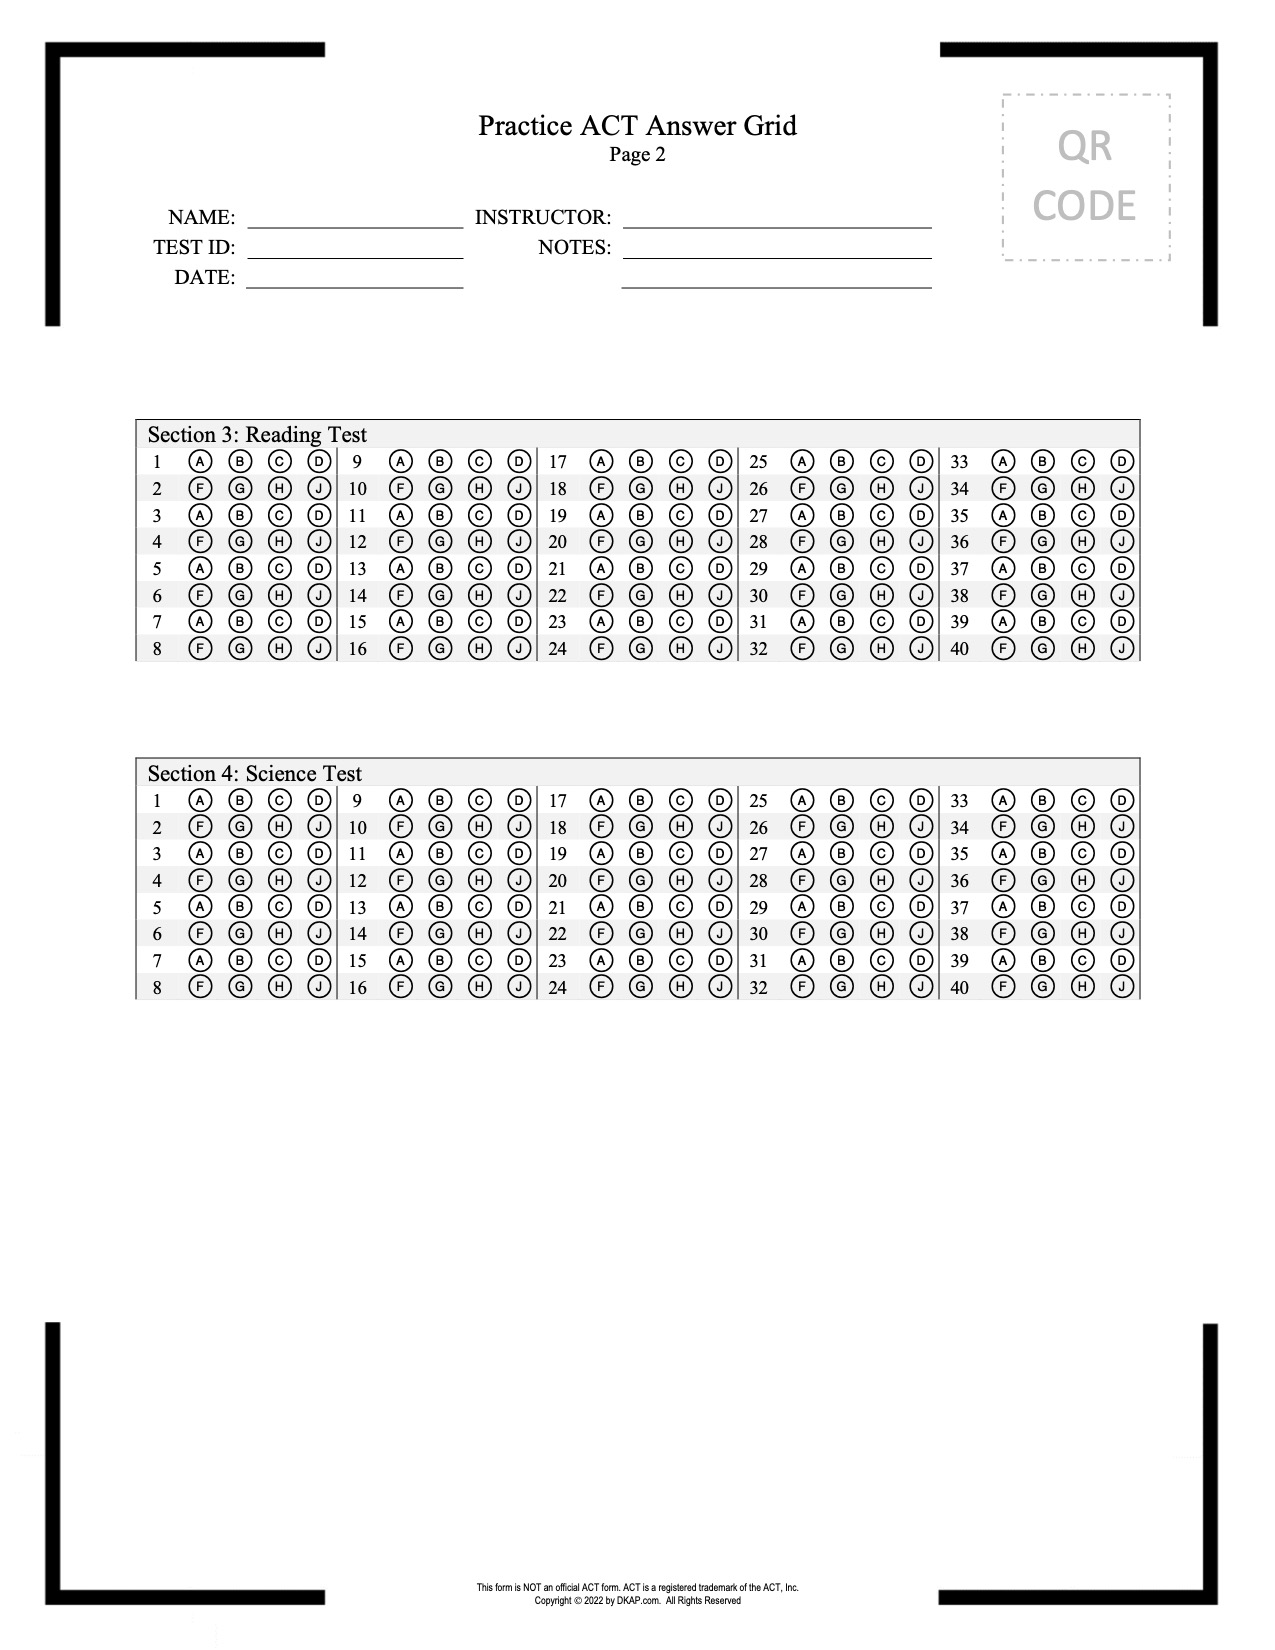 Practice ACT Answer Grid
Page 2
QR
CODE
NAME: INSTRUCTOR:
TEST ID: NOTES:
DATE:
Section 3: Reading Test
1 A B C D 9 A B C D 17 A B C D 25 A B C D 33 A B C D
2 F G H J 10 F G H J 18 F G H J 26 F G H J 34 F G H J
3 A B C D 11 A B C D 19 A B C D 27 A B C D 35 A B C D
4 F G H J 12 F G H J 20 F G H J 28 F G H J 36 F G H J
5 A B C D 13 A B C D 21 A B C D 29 A B C D 37 A B C D
6 F G H J 14 F G H J 22 F G H J 30 F G H J 38 F G H J
7 A B C D 15 A B C D 23 A B C D 31 A B C D 39 A B C D
8 F G H J 16 F G H J 24 F G H J 32 F G H J 40 F G H J
Section 4: Science Test
1 A B C D 9 A B C D 17 A B C D 25 A B C D 33 A B C D
2 F G H J 10 F G H J 18 F G H J 26 F G H J 34 F G H J
3 A B C D 11 A B C D 19 A B C D 27 A B C D 35 A B C D
4 F G H J 12 F G H J 20 F G H J 28 F G H J 36 F G H J
5 A B C D 13 A B C D 21 A B C D 29 A B C D 37 A B C D
6 F G H J 14 F G H J 22 F G H J 30 F G H J 38 F G H J
7 A B C D 15 A B C D 23 A B C D 31 A B C D 39 A B C D
8 F G H J 16 F G H J 24 F G H J 32 F G H J 40 F G H J
This form is NOT an official ACT form. ACT is a registered trademark of the ACT, Inc.
Copyright © 2022 by DKAP.com. All Rights Reserved